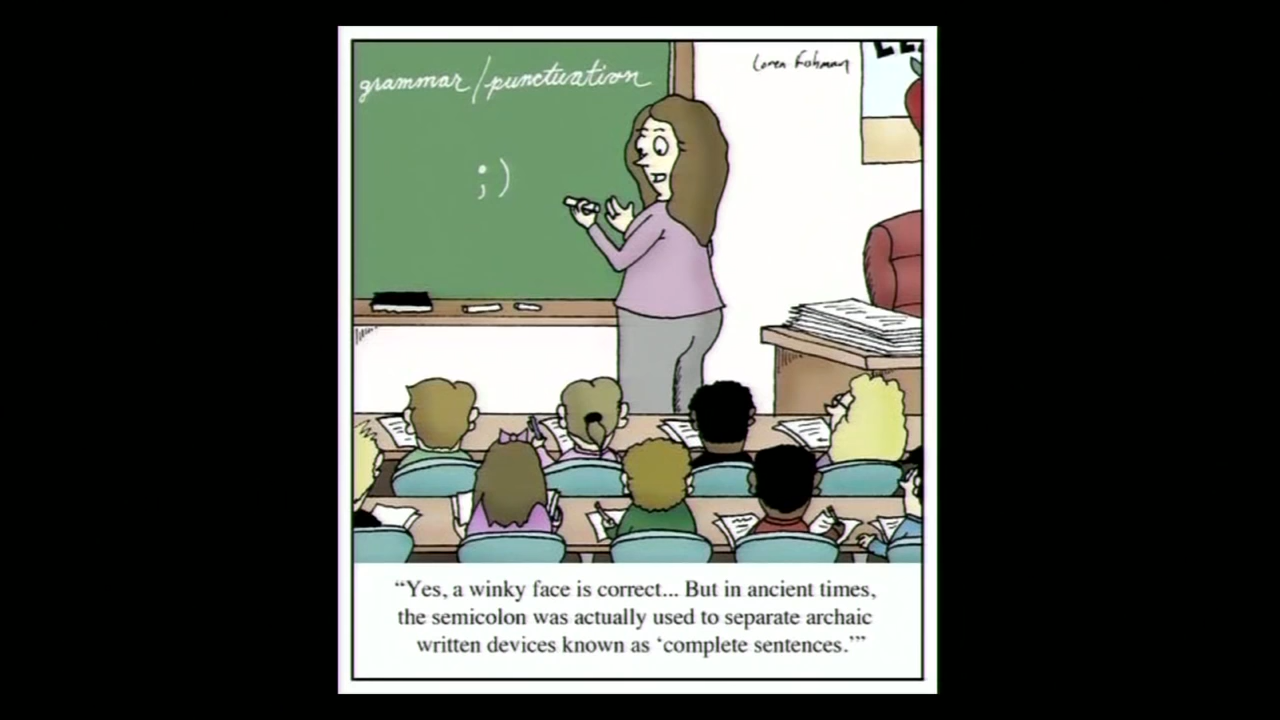 grammar/punctuation
Loren Fishman
;)
“Yes, a winky face is correct... But in ancient times,
the semicolon was actually used to separate archaic
written devices known as ‘complete sentences.’”